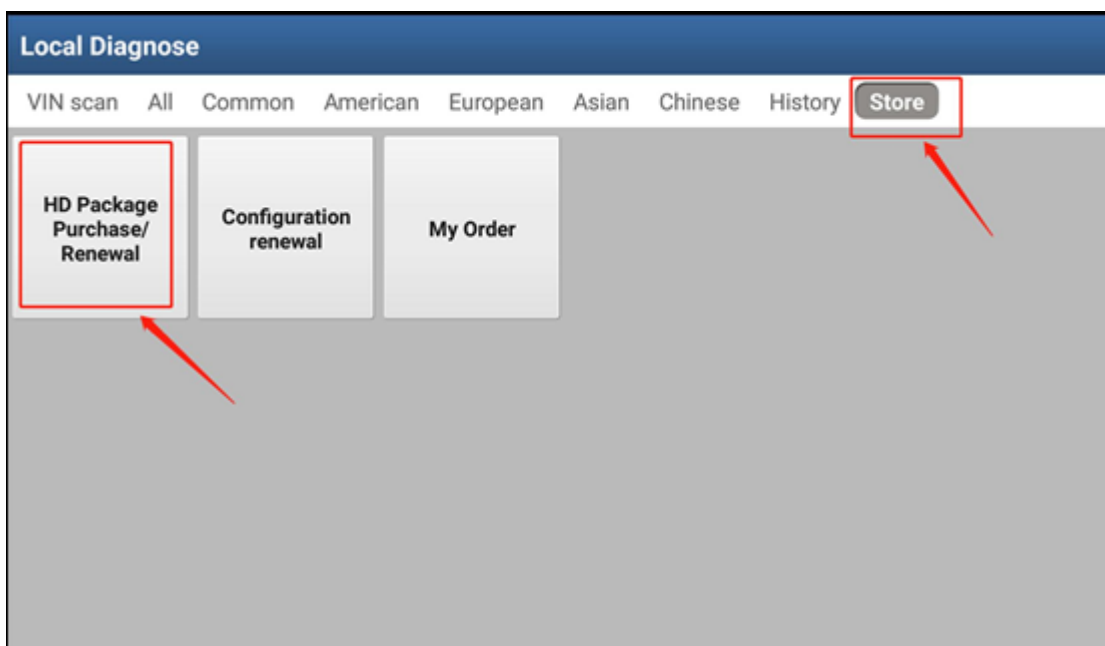 Local Diagnose
VIN scan All Common American European Asian Chinese History Store
HD Package
Purchase/
Renewal
Configuration
renewal
My Order